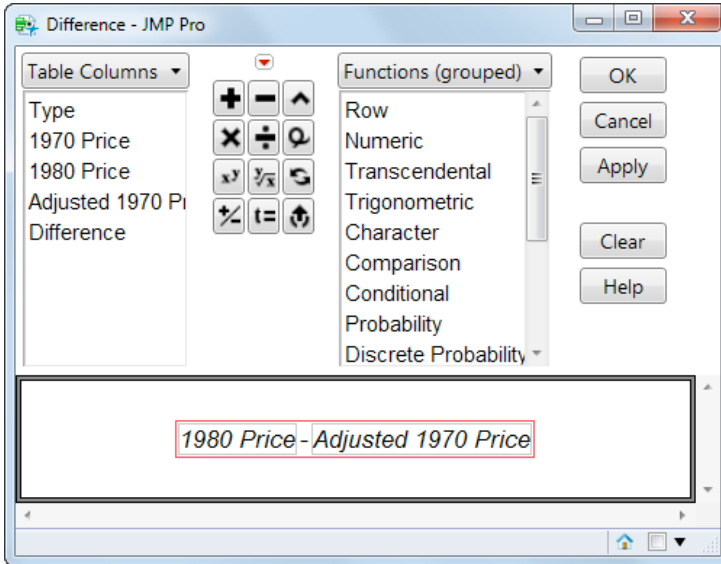 Difference - JMP Pro
Table Columns
Type
1970 Price
1980 Price
Adjusted 1970 Pr
Difference
xy
y√x
t=
Functions (grouped)
Row
Numeric
Transcendental
Trigonometric
Character
Comparison
Conditional
Probability
Discrete Probability
OK
Cancel
Apply
Clear
Help
1980 Price - Adjusted 1970 Price